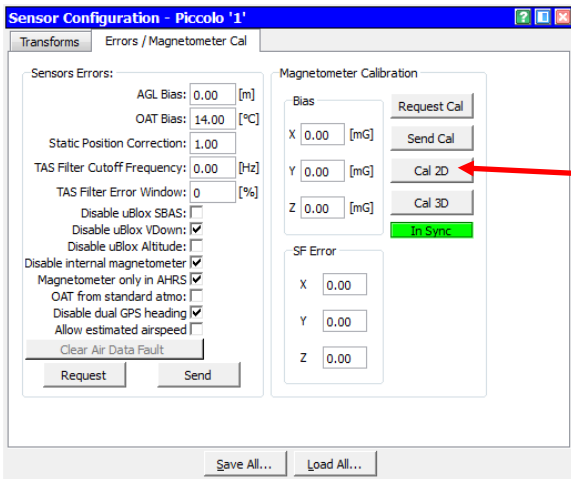 Sensor Configuration - Piccolo '1'
Transforms
Errors / Magnetometer Cal
Sensors Errors:
AGL Bias: 0.00 [m]
OAT Bias: 14.00 [ºC]
Static Position Correction: 1.00
TAS Filter Cutoff Frequency: 0.00 [Hz]
TAS Filter Error Window: 0 [%]
Disable uBlox SBAS:
Disable uBlox VDown:
Disable uBlox Altitude:
Disable internal magnetometer
Magnetometer only in AHRS
OAT from standard atmo:
Disable dual GPS heading
Allow estimated airspeed
Clear Air Data Fault
Request
Send
Magnetometer Calibration
Bias
X 0.00 [mG]
Y 0.00 [mG]
Z 0.00 [mG]
Request Cal
Send Cal
Cal 2D
Cal 3D
In Sync
SF Error
X 0.00
Y 0.00
Z 0.00
Save All...
Load All...